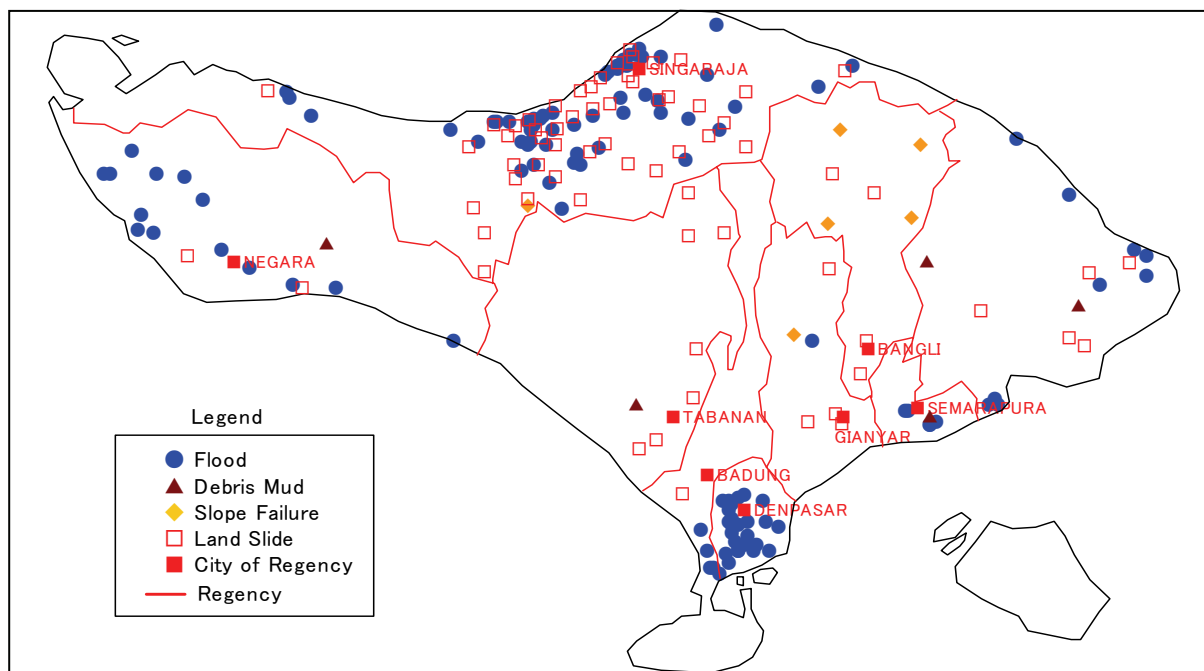 SINGARAJA
NEGARA
BANGLI
SEMARAPURA
TABANAN
GIANYAR
BADUNG
DENPASAR
Legend
Flood
Debris Mud
Slope Failure
Land Slide
City of Regency
Regency